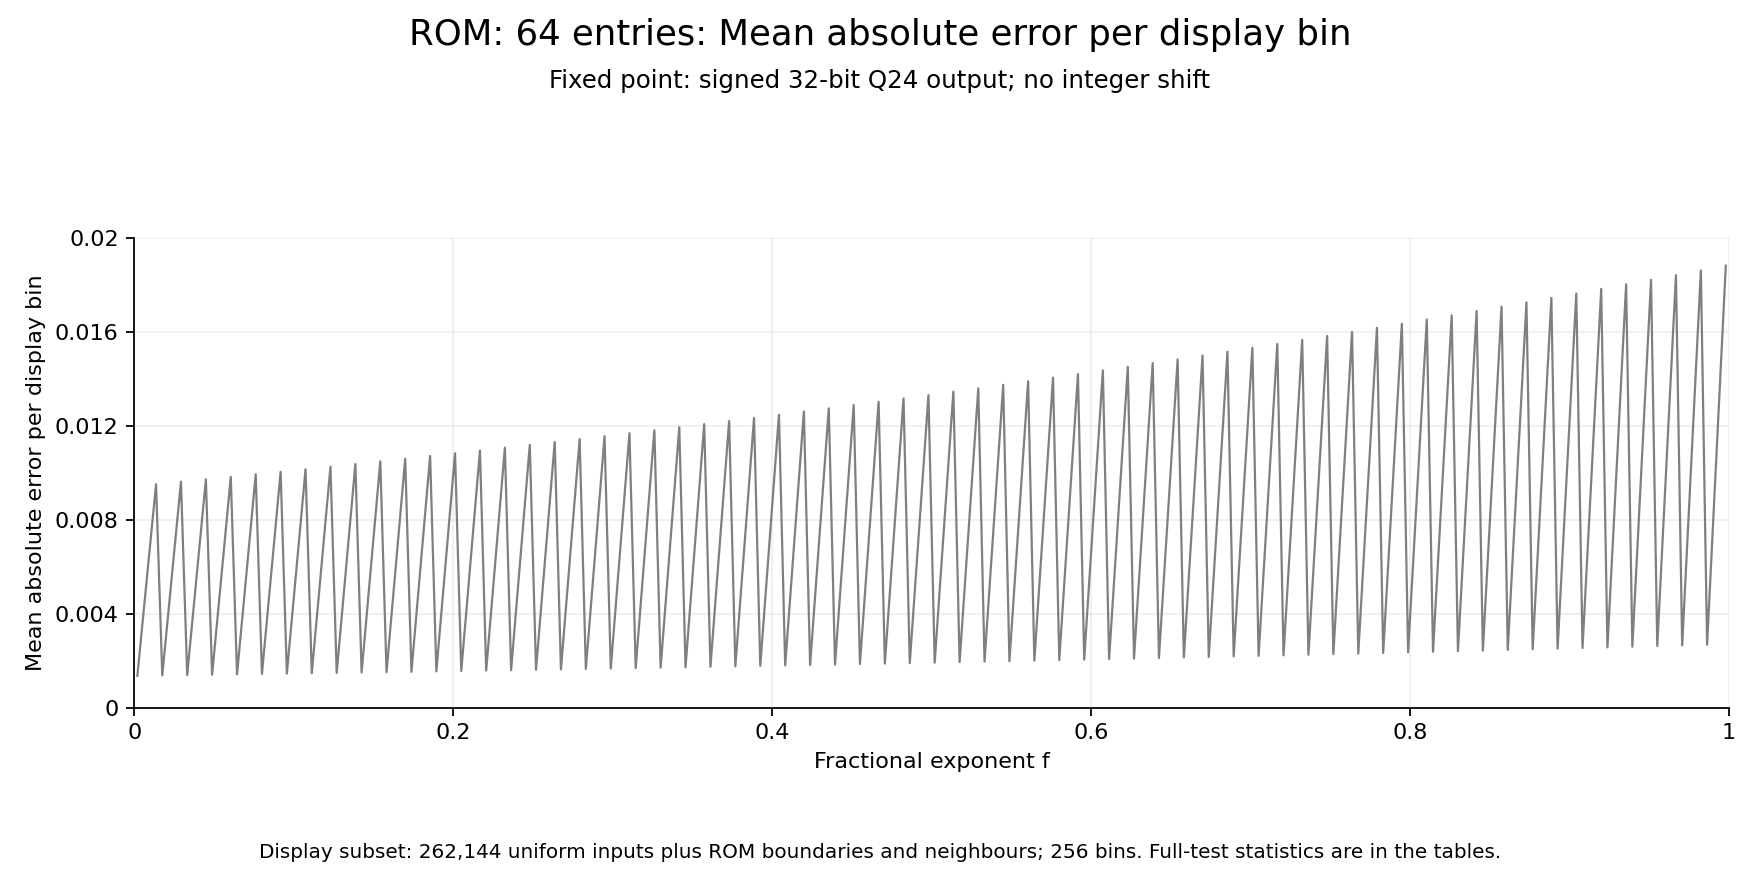 ROM: 64 entries: Mean absolute error per display bin
Fixed point: signed 32-bit Q24 output; no integer shift
Mean absolute error per display bin
0.02
0.016
0.012
0.008
0.004
0
0 0.2 0.4 0.6 0.8 1
Fractional exponent f
Display subset: 262,144 uniform inputs plus ROM boundaries and neighbours; 256 bins. Full-test statistics are in the tables.